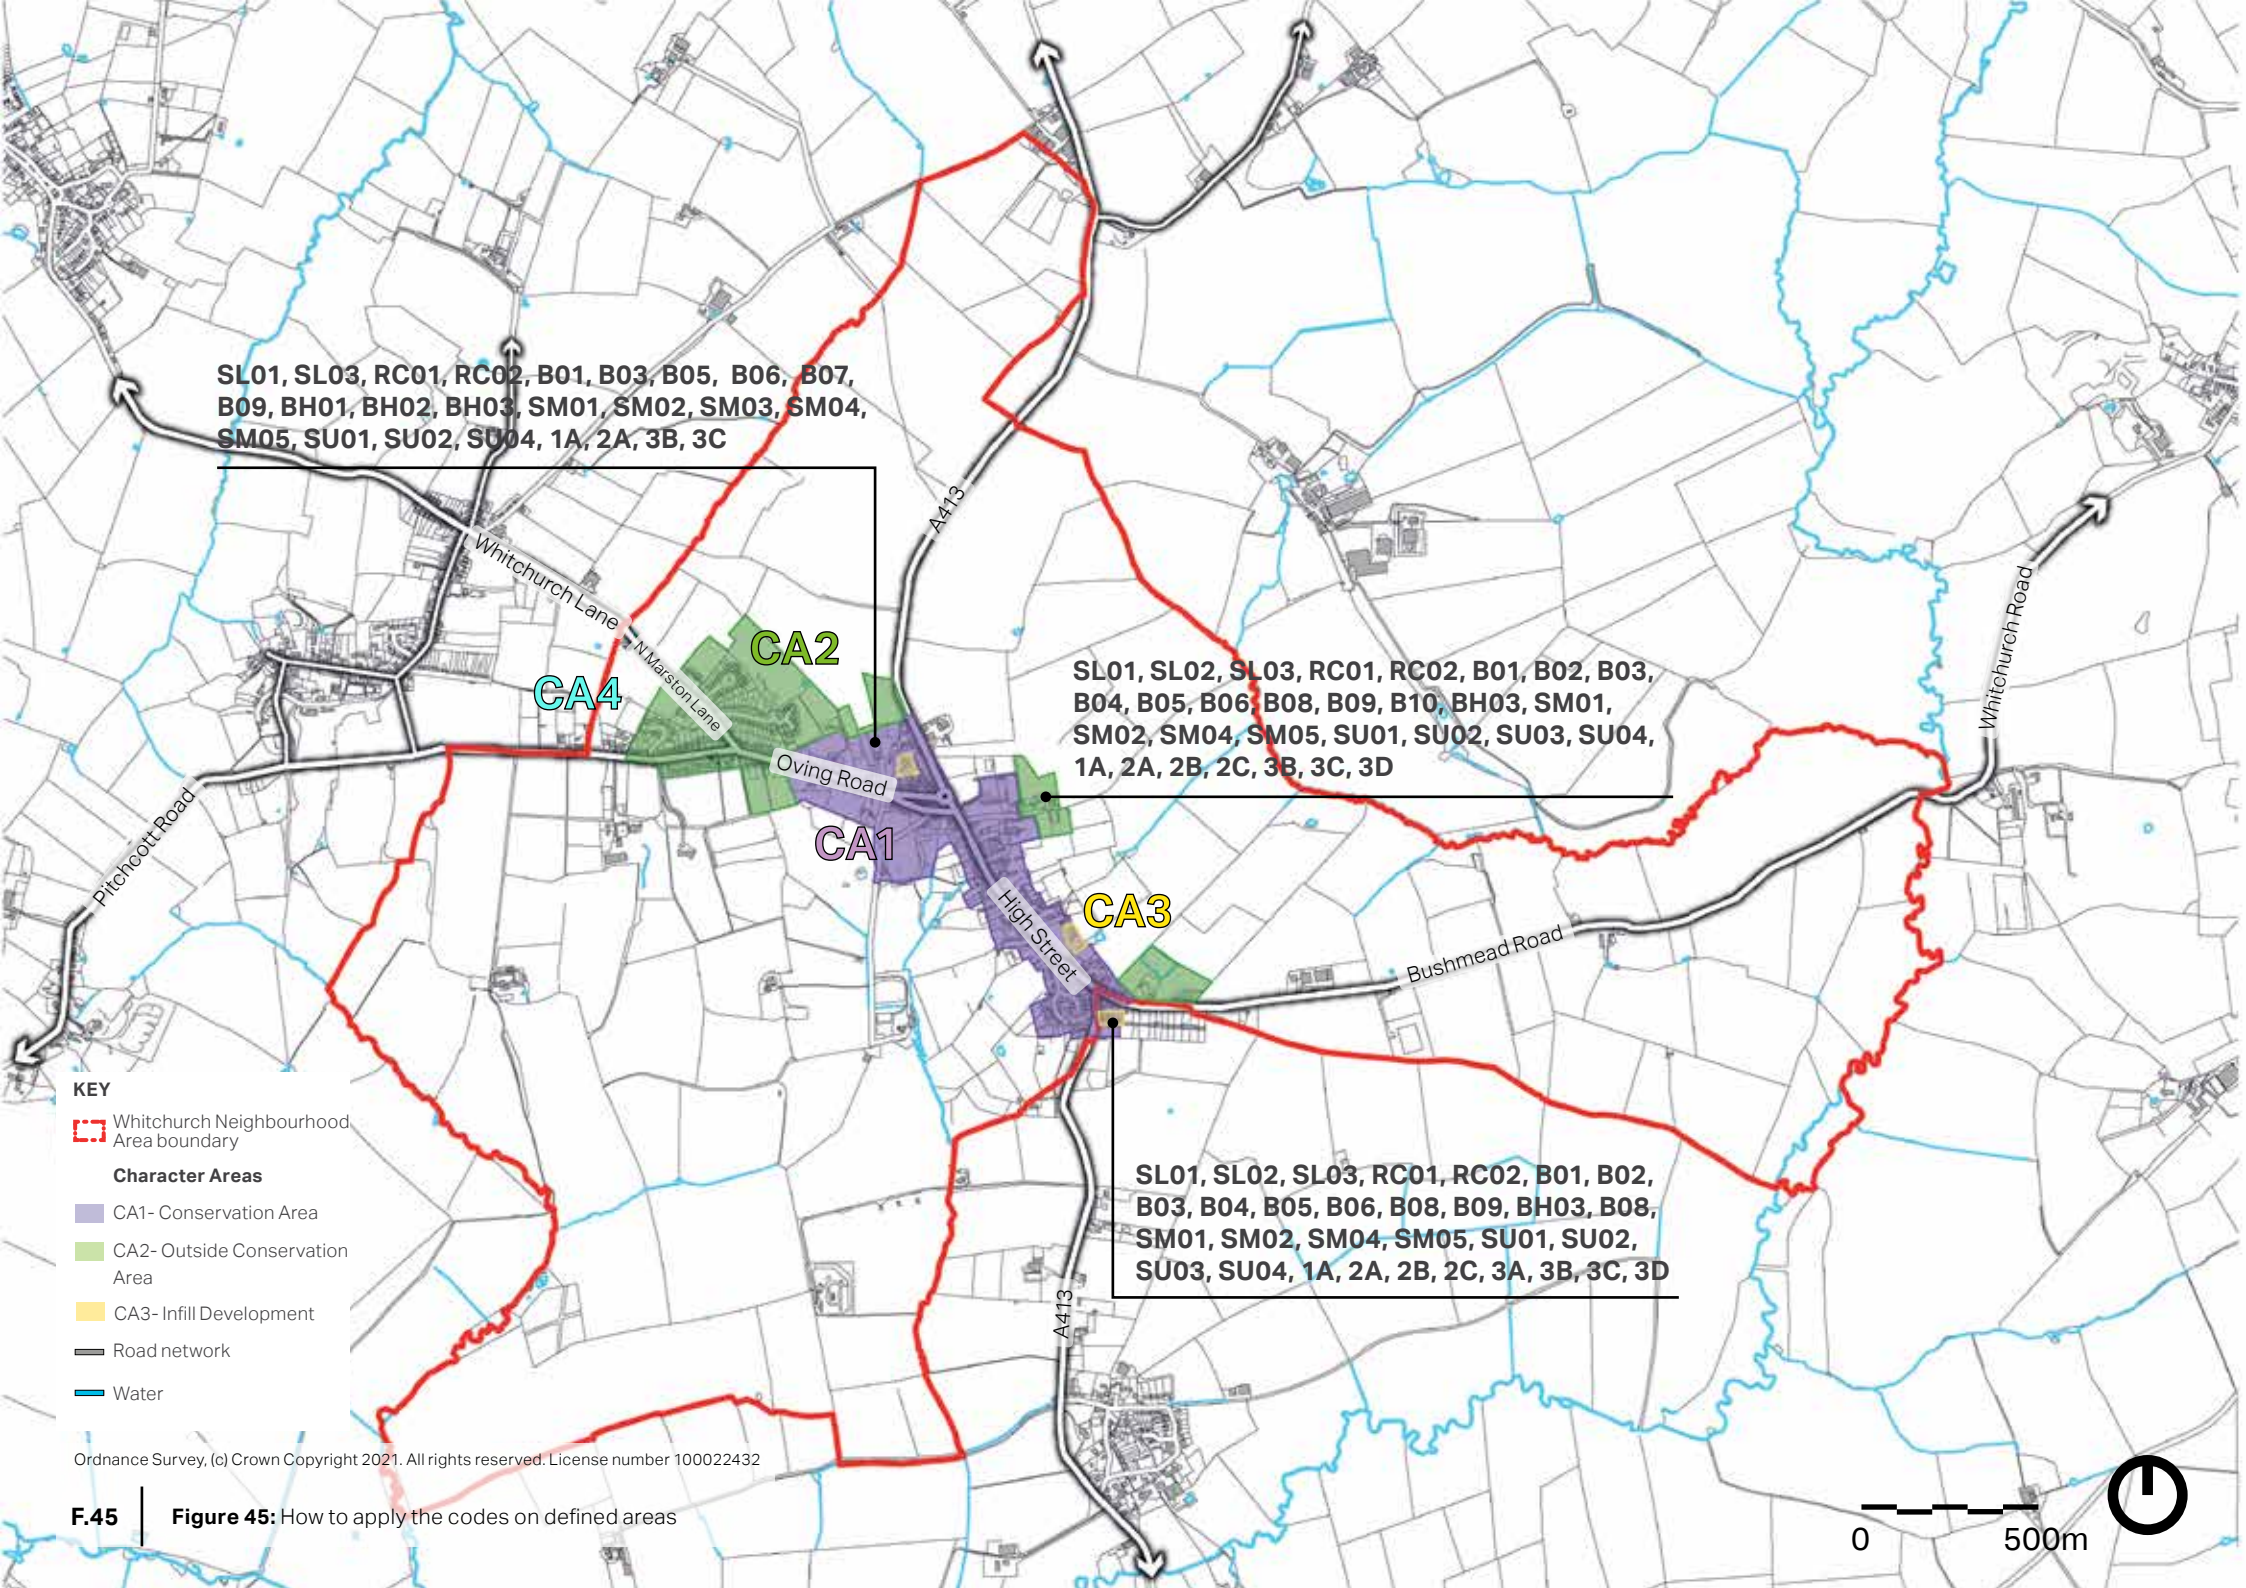 SL01, SL03, RC01, RC02, B01, B03, B05, B06, B07,
B09, BH01, BH02, BH03, SM01, SM02, SM03, SM04,
SM05, SU01, SU02, SU04, 1A, 2A, 3B, 3C
A413
Whitchurch Lane
N Marston Lane
CA2
CA4
Whitchurch Road
SL01, SL02, SL03, RC01, RC02, B01, B02, B03,
B04, B05, B06, B08, B09, B10, BH03, SM01,
SM02, SM04, SM05, SU01, SU02, SU03, SU04,
1A, 2A, 2B, 2C, 3B, 3C, 3D
Oving Road
Pitchcott Road
CA1
CA3
High Street
Bushmead Road
SL01, SL02, SL03, RC01, RC02, B01, B02,
B03, B04, B05, B06, B08, B09, BH03, B08,
SM01, SM02, SM04, SM05, SU01, SU02,
SU03, SU04, 1A, 2A, 2B, 2C, 3A, 3B, 3C, 3D
A413
KEY
Whitchurch Neighbourhood
Area boundary
Character Areas
CA1- Conservation Area
CA2- Outside Conservation
Area
CA3- Infill Development
Road network
Water
Ordnance Survey, (c) Crown Copyright 2021. All rights reserved. License number 100022432
F.45
Figure 45: How to apply the codes on defined areas
0 500m